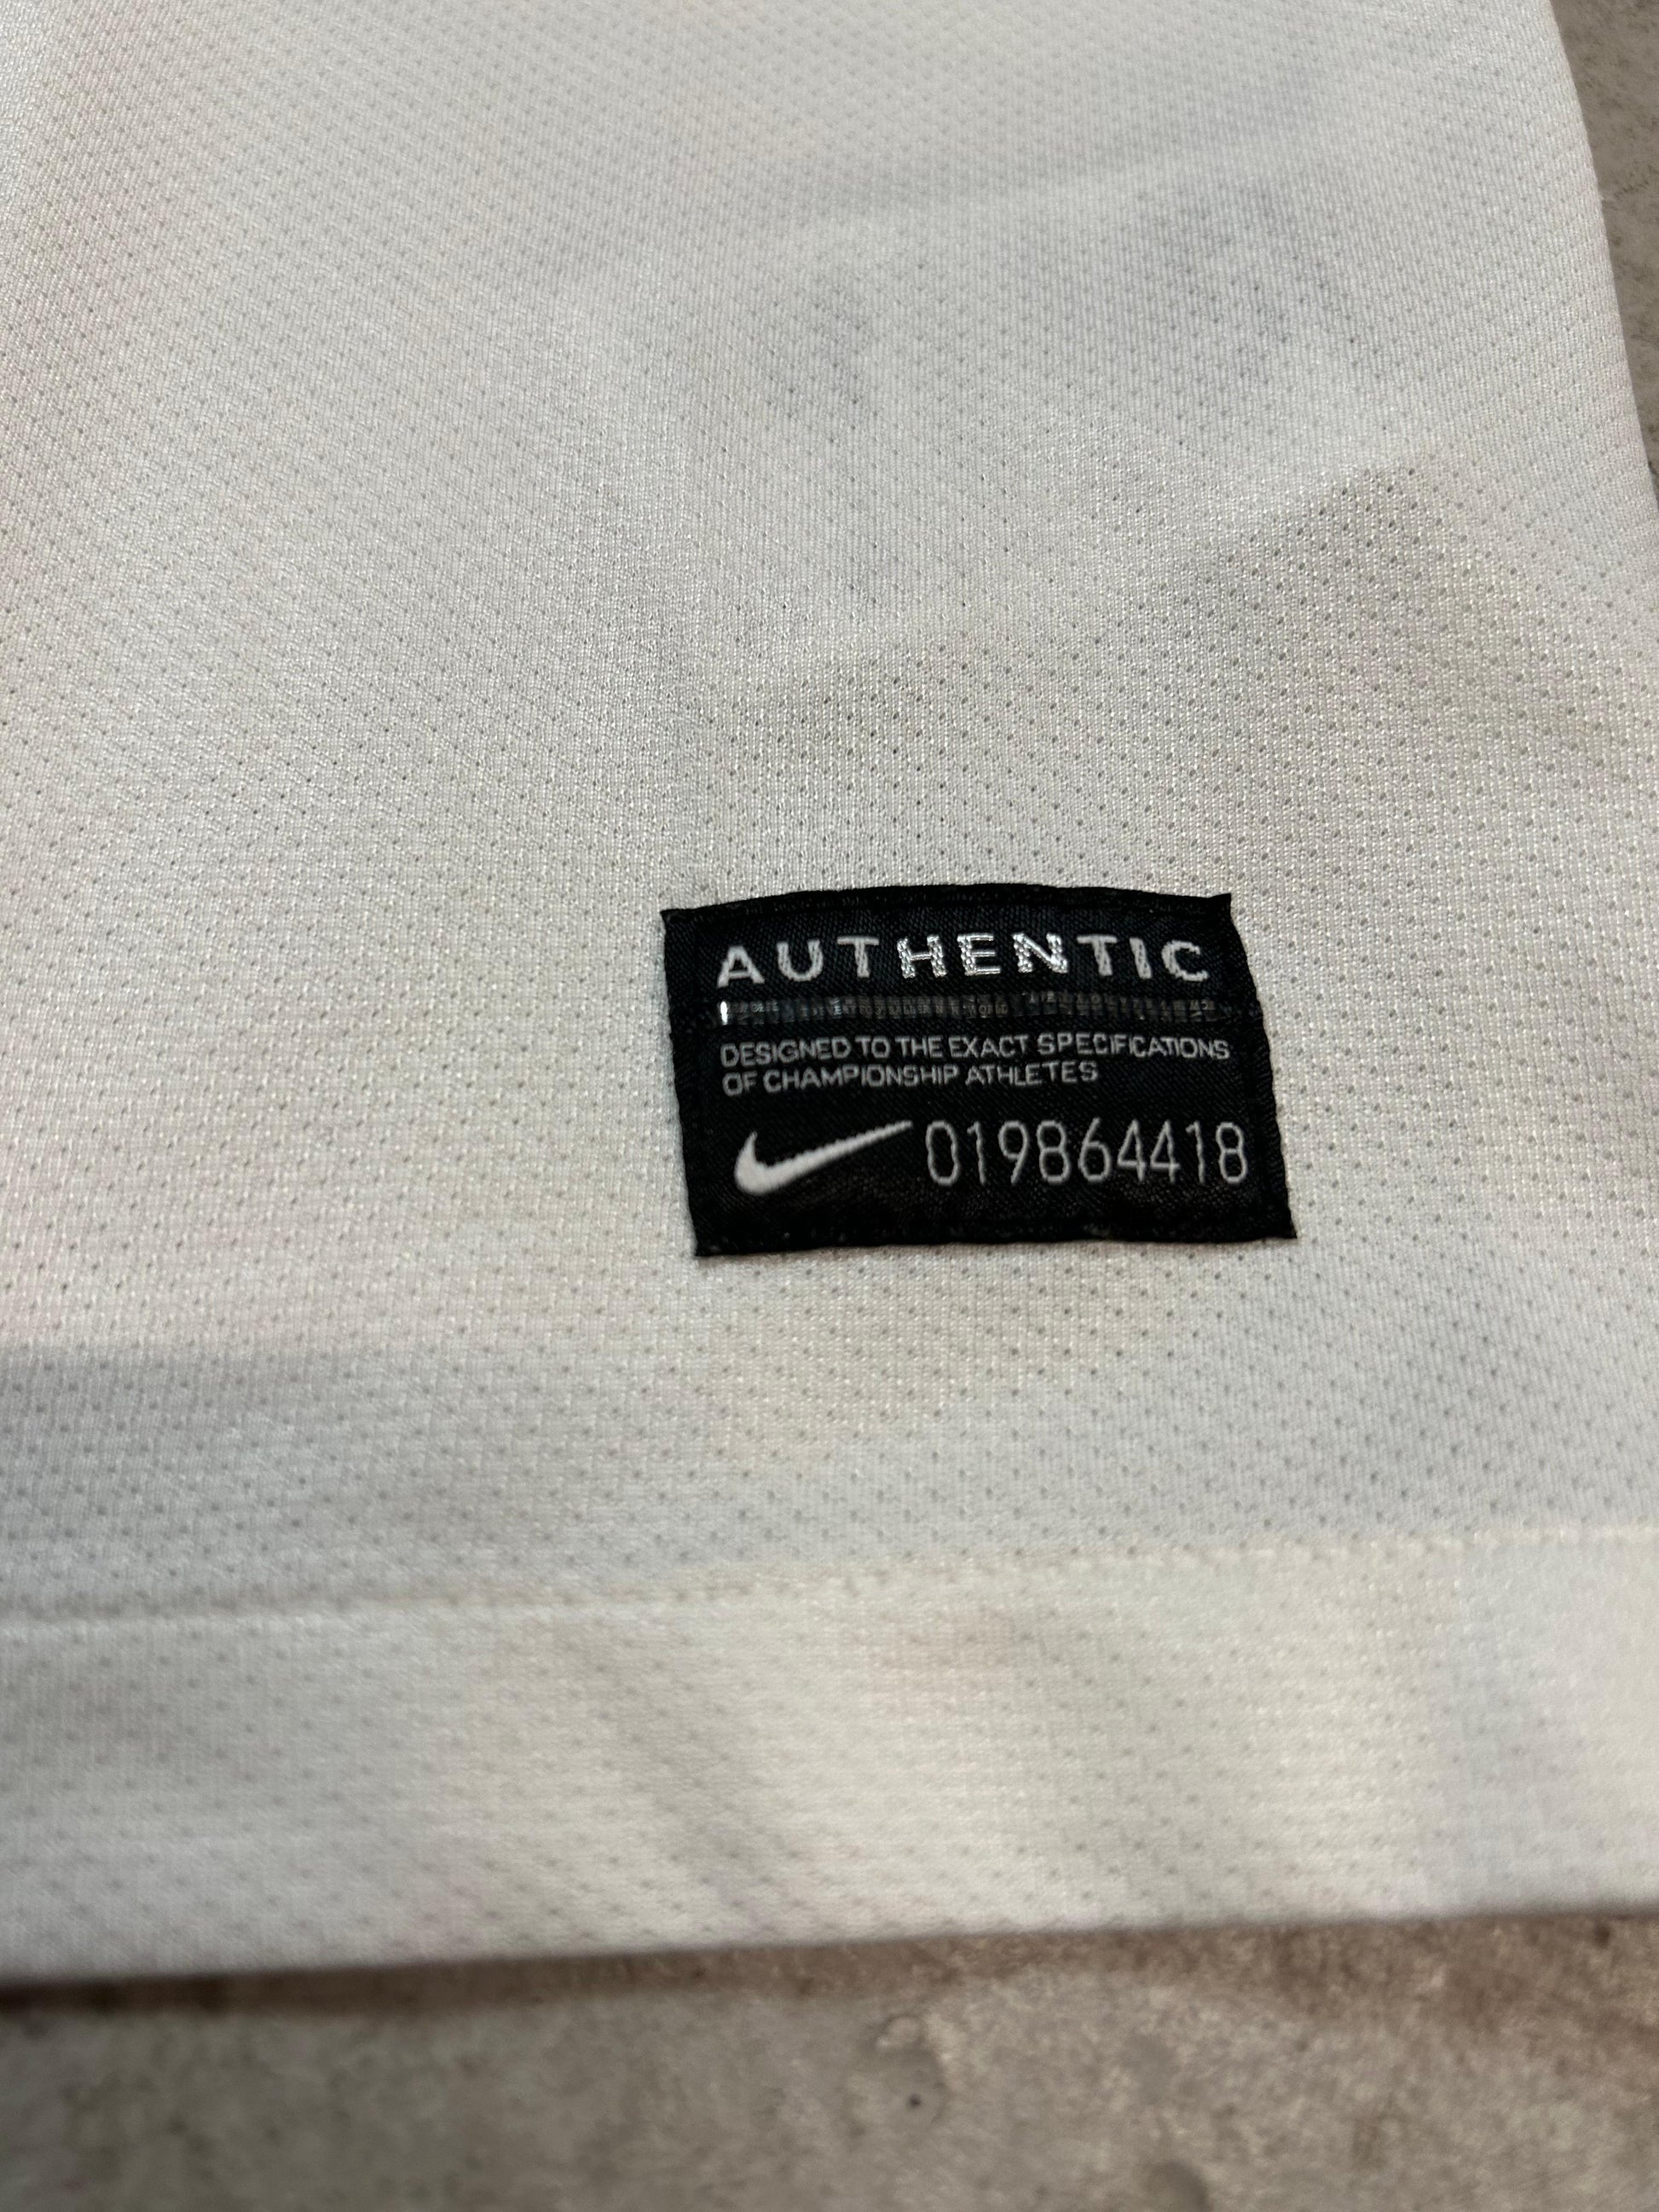 AUTHENTIC
DESIGNED TO THE EXACT SPECIFICATIONS
OF CHAMPIONSHIP ATHLETES
019864418